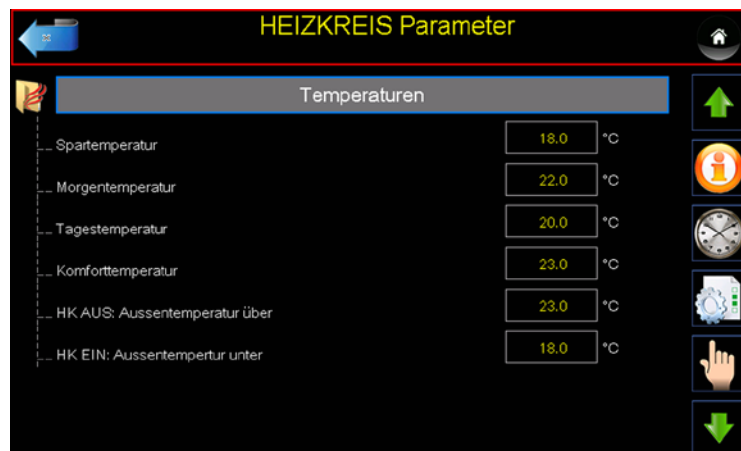 HEIZKREIS Parameter
Temperaturen
Spartemperatur 18.0 °C
Morgentemperatur 22.0 °C
Tagestemperatur 20.0 °C
Komforttemperatur 23.0 °C
HK AUS: Aussentemperatur über 23.0 °C
HK EIN: Aussentempertur unter 18.0 °C